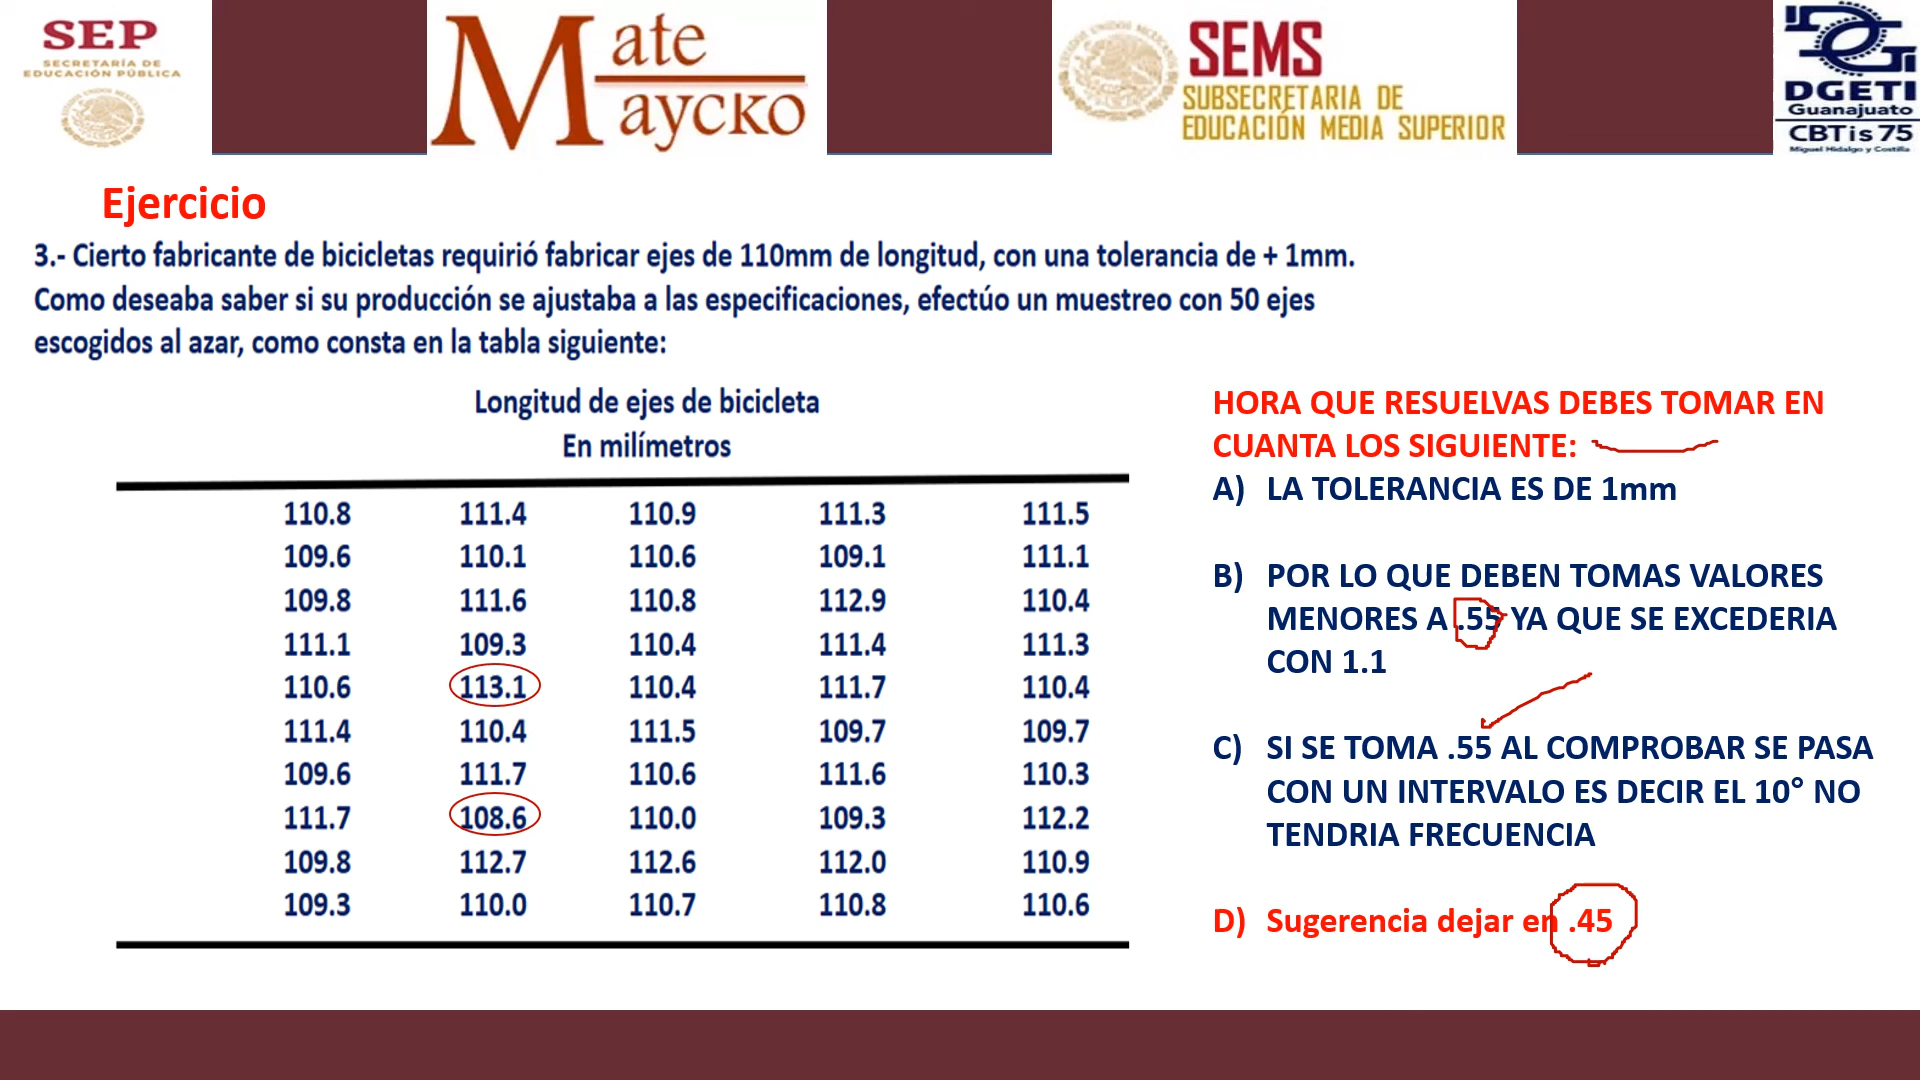 SEP
SECRETARÍA DE
EDUCACIÓN PÚBLICA
Mate
Maycko
SEMS
SUBSECRETARIA DE
EDUCACIÓN MEDIA SUPERIOR
DGETI
Guanajuato
CBTis 75
Miguel Hidalgo y Costilla
Ejercicio
3.- Cierto fabricante de bicicletas requirió fabricar ejes de 110mm de longitud, con una tolerancia de + 1mm.
Como deseaba saber si su producción se ajustaba a las especificaciones, efectúo un muestreo con 50 ejes
escogidos al azar, como consta en la tabla siguiente:
Longitud de ejes de bicicleta
En milímetros
110.8 111.4 110.9 111.3 111.5
109.6 110.1 110.6 109.1 111.1
109.8 111.6 110.8 112.9 110.4
111.1 109.3 110.4 111.4 111.3
110.6 113.1 110.4 111.7 110.4
111.4 110.4 111.5 109.7 109.7
109.6 111.7 110.6 111.6 110.3
111.7 108.6 110.0 109.3 112.2
109.8 112.7 112.6 112.0 110.9
109.3 110.0 110.7 110.8 110.6
HORA QUE RESUELVAS DEBES TOMAR EN
CUANTA LOS SIGUIENTE:
A) LA TOLERANCIA ES DE 1mm
B) POR LO QUE DEBEN TOMAS VALORES
MENORES A .55 YA QUE SE EXCEDERIA
CON 1.1
C) SI SE TOMA .55 AL COMPROBAR SE PASA
CON UN INTERVALO ES DECIR EL 10° NO
TENDRIA FRECUENCIA
D) Sugerencia dejar en .45